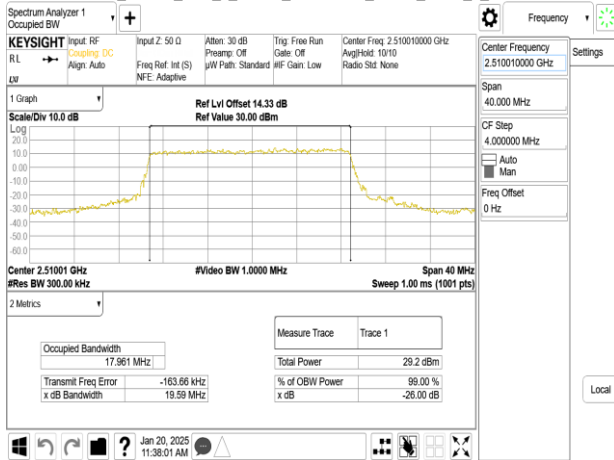 Spectrum Analyzer 1
Occupied BW
Frequency
KEYSIGHT
RL
Input: RF
Coupling: DC
Align: Auto
Input Z: 50 Ω
Freq Ref: Int (S)
NFE: Adaptive
Atten: 30 dB
Preamp: Off
µW Path: Standard
Trig: Free Run
Gate: Off
#IF Gain: Low
Center Freq: 2.510010000 GHz
Avg|Hold: 10/10
Radio Std: None
Center Frequency
2.510010000 GHz
Settings
Span
40.000 MHz
CF Step
4.000000 MHz
Auto
Man
Freq Offset
0 Hz
Local
1 Graph
Scale/Div 10.0 dB
Ref Lvl Offset 14.33 dB
Ref Value 30.00 dBm
Log
20.0
10.0
0.00
-10.0
-20.0
-30.0
-40.0
-50.0
-60.0
Center 2.51001 GHz
#Video BW 1.0000 MHz
Span 40 MHz
#Res BW 300.00 kHz
Sweep 1.00 ms (1001 pts)
2 Metrics
Measure Trace Trace 1
Occupied Bandwidth
17.961 MHz
Total Power 29.2 dBm
Transmit Freq Error -163.66 kHz
% of OBW Power 99.00 %
x dB Bandwidth 19.59 MHz
x dB -26.00 dB
?
Jan 20, 2025
11:38:01 AM